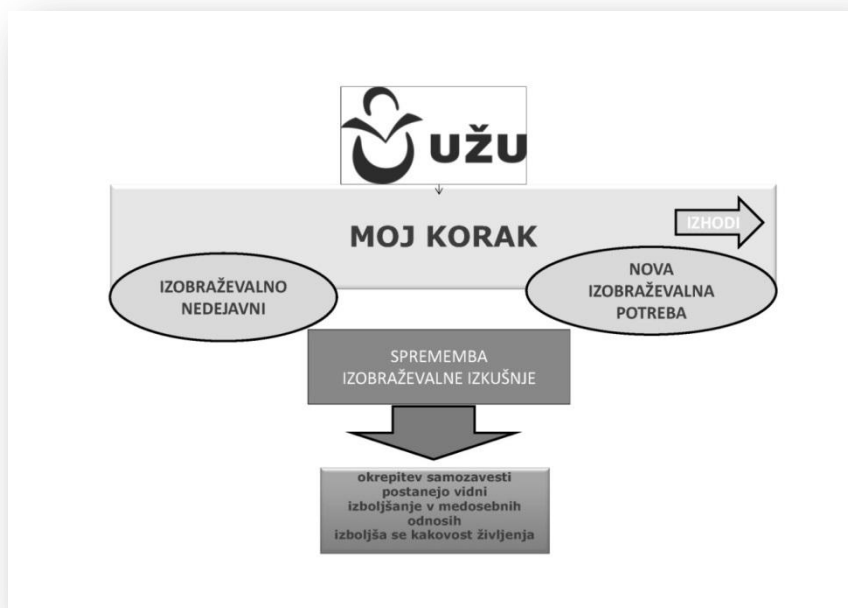 UŽU
MOJ KORAK
IZHODI
IZOBRAŽEVALNO
NEDEJAVNI
NOVA
IZOBRAŽEVALNA
POTREBA
SPREMEMBA
IZOBRAŽEVALNE IZKUŠNJE
okrepitev samozavesti
postanejo vidni
izboljšanje v medosebnih
odnosih
izboljša se kakovost življenja